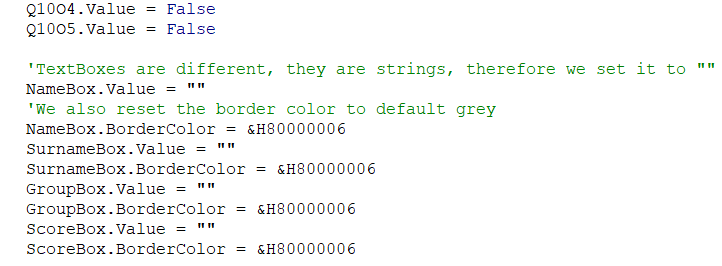 Q10O4.Value = False
Q10O5.Value = False
'TextBoxes are different, they are strings, therefore we set it to ""
NameBox.Value = ""
'We also reset the border color to default grey
NameBox.BorderColor = &H80000006
SurnameBox.Value = ""
SurnameBox.BorderColor = &H80000006
GroupBox.Value = ""
GroupBox.BorderColor = &H80000006
ScoreBox.Value = ""
ScoreBox.BorderColor = &H80000006